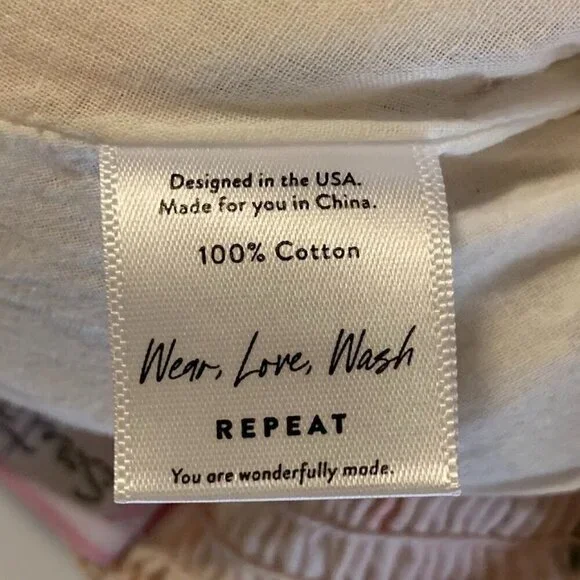 Designed in the USA.
Made for you in China.
100% Cotton
Wear, Love, Wash
REPEAT
You are wonderfully made.